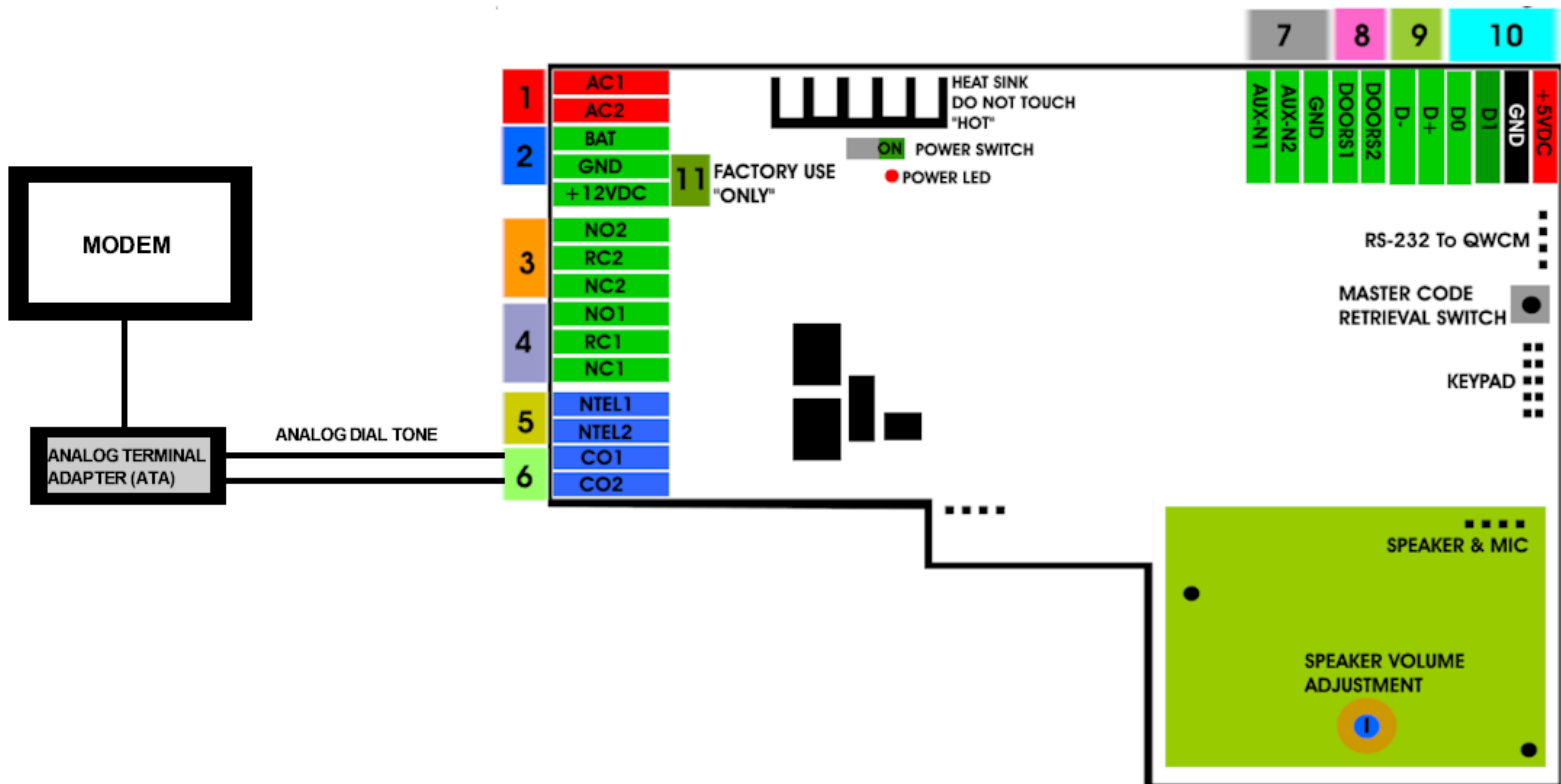 7
8
9
10
1
AC1
AC2
HEAT SINK
DO NOT TOUCH
"HOT"
AUX-N1
AUX-N2
GND
DOORS1
DOORS2
D-
D+
D0
D1
GND
+5VDC
2
BAT
GND
+12VDC
11
FACTORY USE
"ONLY"
ON
POWER SWITCH
POWER LED
MODEM
3
NO2
RC2
NC2
RS-232 To QWCM
4
NO1
RC1
NC1
MASTER CODE
RETRIEVAL SWITCH
KEYPAD
5
NTEL1
NTEL2
ANALOG DIAL TONE
ANALOG TERMINAL
ADAPTER (ATA)
6
CO1
CO2
SPEAKER & MIC
SPEAKER VOLUME
ADJUSTMENT